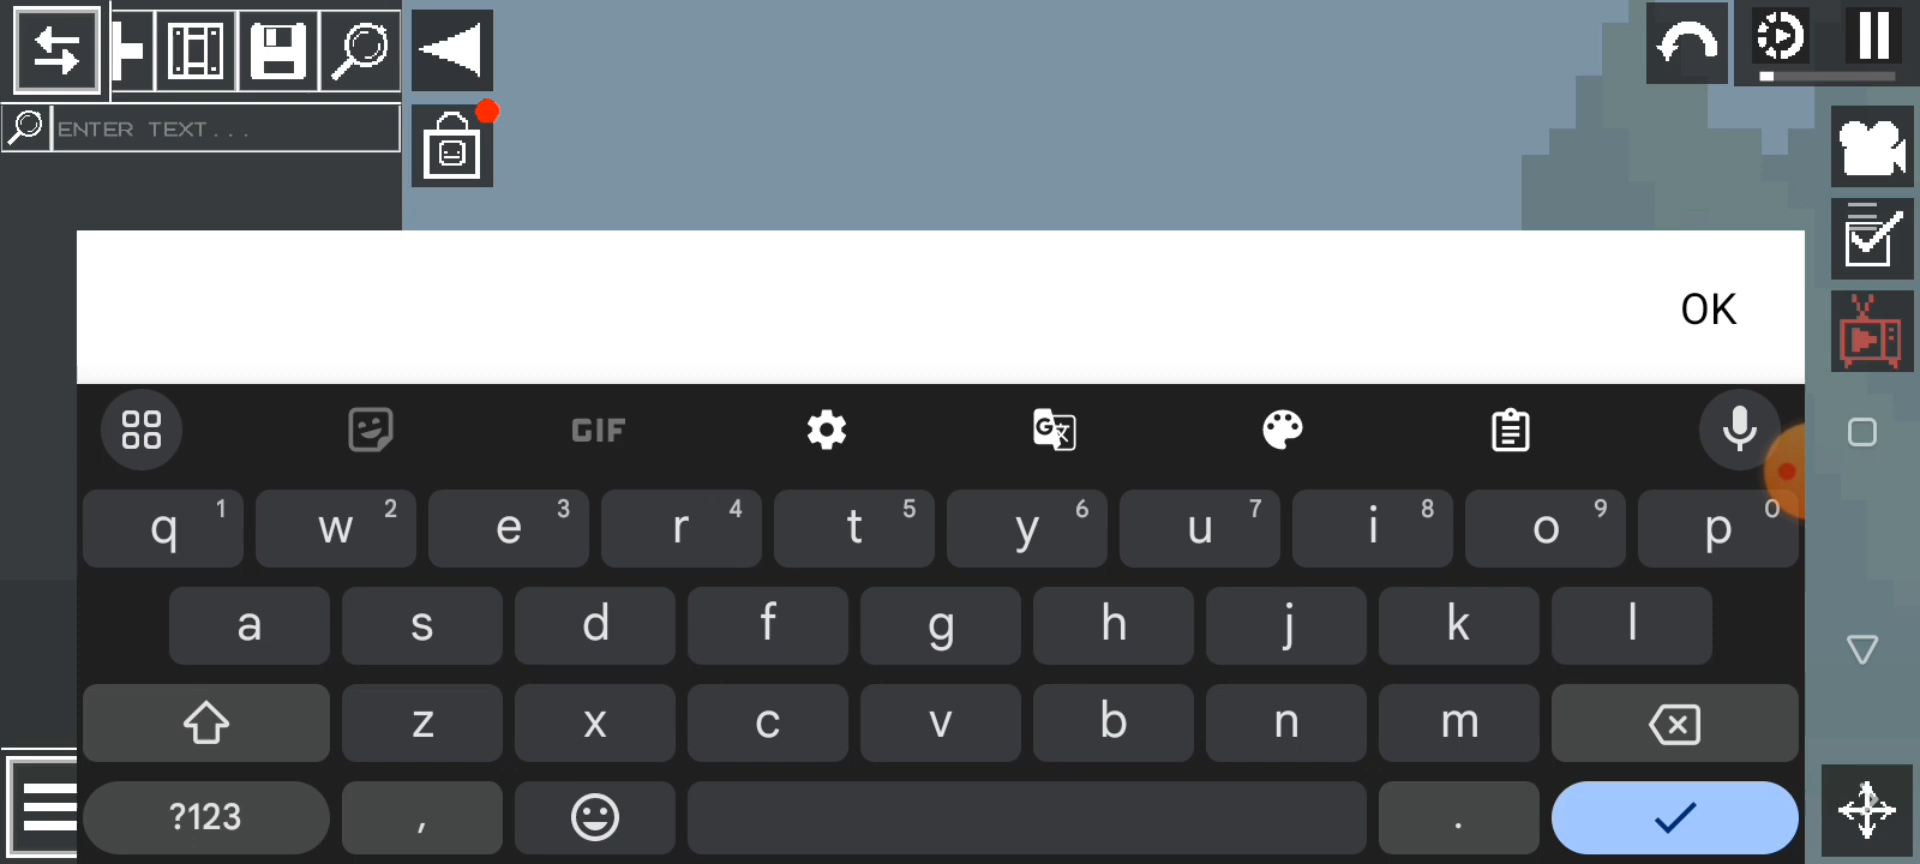 ENTER TEXT...
OK
GIF
q 1 w 2 e 3 r 4 t 5 y 6 u 7 i 8 o 9 p 0
a s d f g h j k l
z x c v b n m
?123 , .